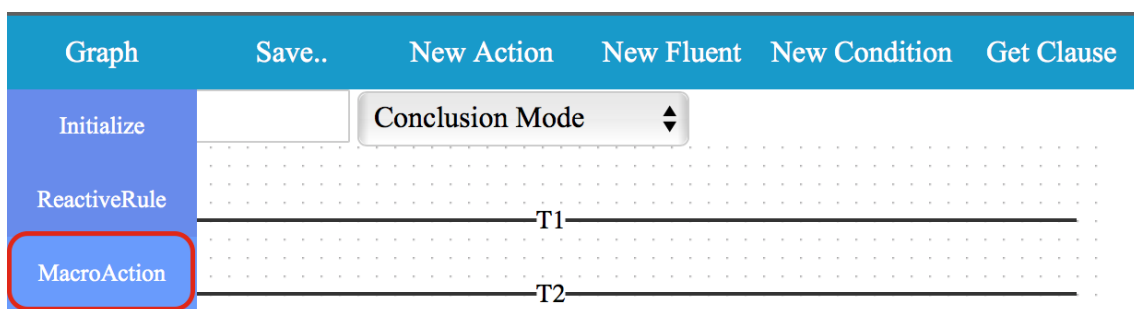 Graph Save.. New Action New Fluent New Condition Get Clause
Initialize Conclusion Mode
ReactiveRule
T1
MacroAction
T2